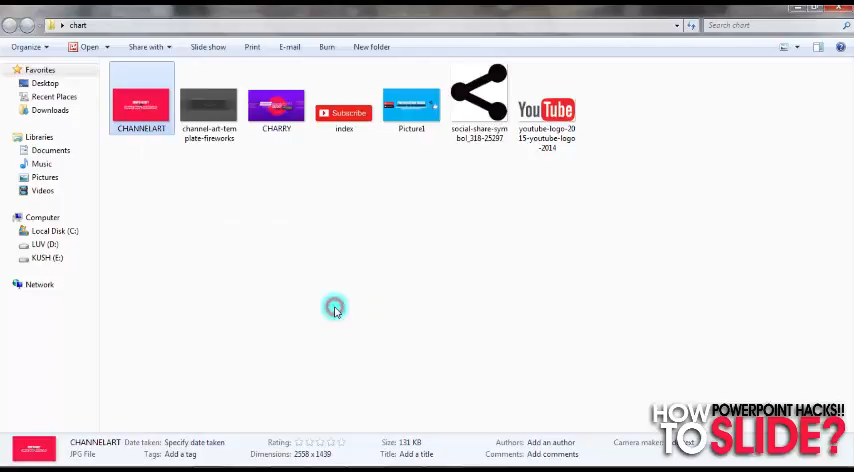 chart
Search chart
Organize
Open
Share with
Slide show
Print
E-mail
Burn
New folder
Favorites
Desktop
Recent Places
Downloads
Libraries
Documents
Music
Pictures
Videos
Computer
Local Disk (C:)
LUV (D:)
KUSH (E:)
Network
CHANNELART
channel-art-tem
plate-fireworks
CHARRY
Subscribe
index
Picture1
social-share-sym
bol_318-25297
YouTube
youtube-logo-20
15-youtube-logo
-2014
HOW
TO
POWERPOINT HACKS!!
SLIDE?
CHANNELART
JPG File
Date taken: Specify date taken
Tags: Add a tag
Rating:
Dimensions: 2558 x 1439
Size: 131 KB
Title: Add a title
Authors: Add an author
Comments: Add comments
Camera maker: